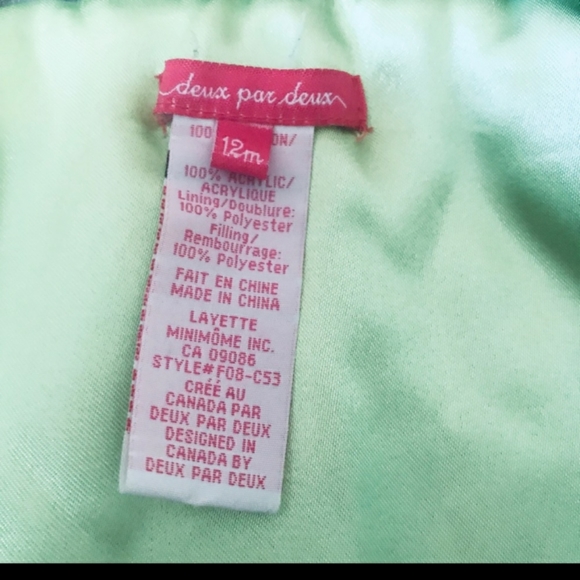 deux par deux
12m
100
ON/
100% ACRYLIC/
ACRYLIQUE
Lining/Doublure:
100% Polyester
Filling/
Rembourrage:
100% Polyester
FAIT EN CHINE
MADE IN CHINA
LAYETTE
MINIMÔME INC.
CA 09086
STYLE#F08-C53
CRÉÉ AU
CANADA PAR
DEUX PAR DEUX
DESIGNED IN
CANADA BY
DEUX PAR DEUX